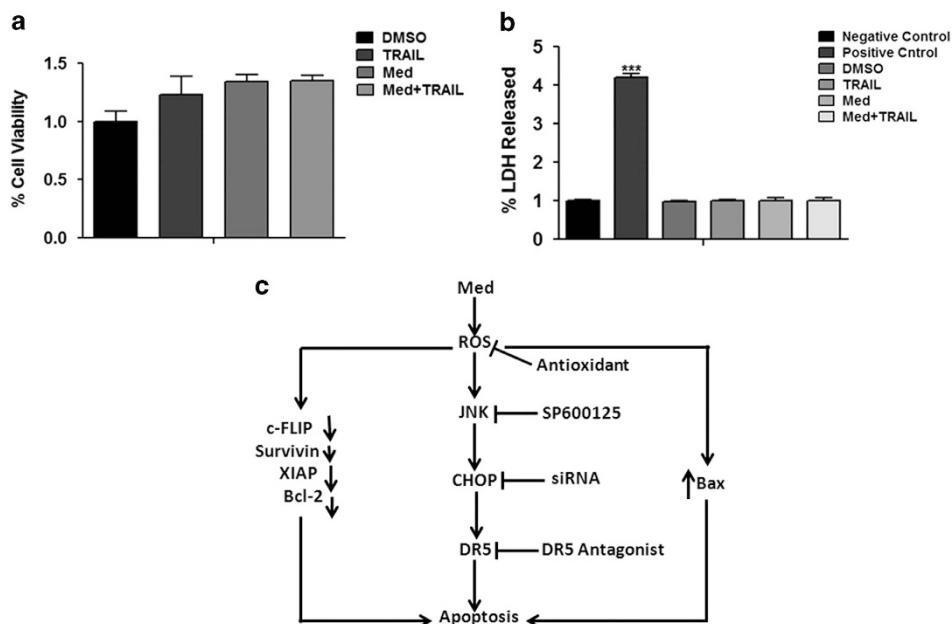 a
DMSO
TRAIL
Med
Med+TRAIL
% Cell Viability
1.5
1.0
0.5
0.0
b
Negative Control
Positive Cntrol
DMSO
TRAIL
Med
Med+TRAIL
% LDH Released
5
4
3
2
1
0
***
c
Med
ROS
Antioxidant
JNK
SP600125
c-FLIP
Survivin
XIAP
Bcl-2
CHOP
siRNA
Bax
DR5
DR5 Antagonist
Apoptosis